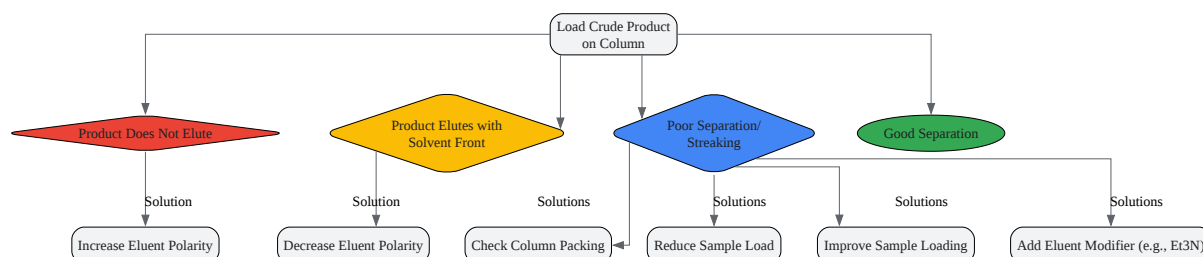 Load Crude Product
on Column
Product Does Not Elute
Product Elutes with
Solvent Front
Poor Separation/
Streaking
Good Separation
Solution
Solution
Solutions
Solutions
Solutions
Solutions
Increase Eluent Polarity
Decrease Eluent Polarity
Check Column Packing
Reduce Sample Load
Improve Sample Loading
Add Eluent Modifier (e.g., Et3N)